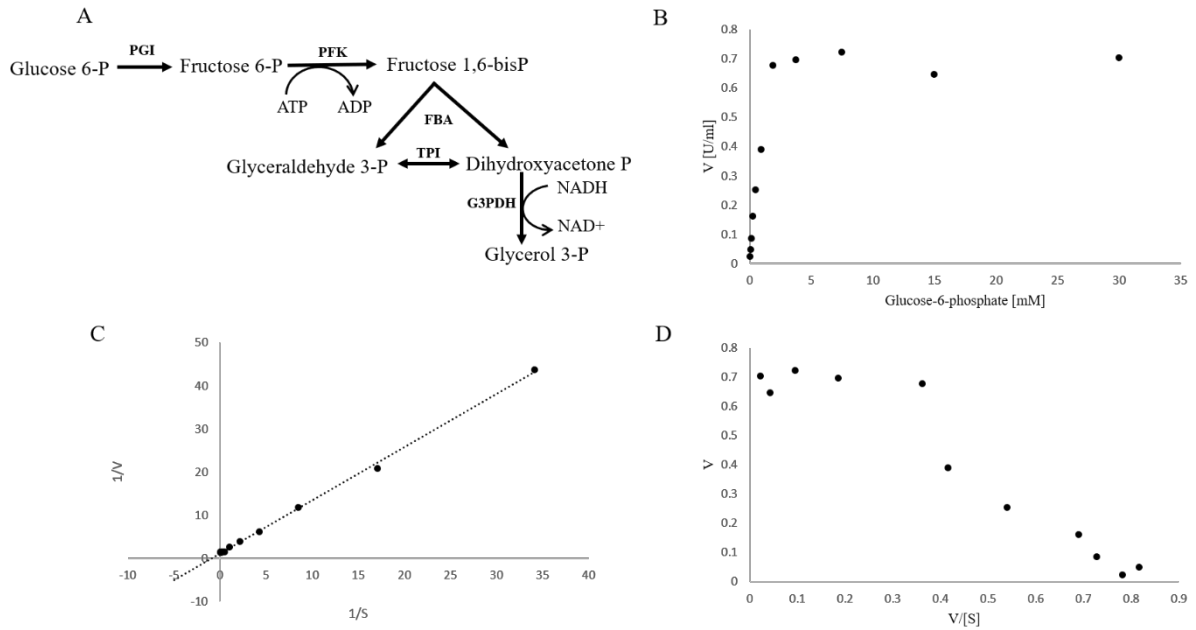 A
PGI
PFK
Glucose 6-P
Fructose 6-P
Fructose 1,6-bisP
ATP
ADP
FBA
TPI
Glyceraldehyde 3-P
Dihydroxyacetone P
G3PDH
NADH
NAD+
Glycerol 3-P
B
0.8
0.7
0.6
0.5
0.4
0.3
0.2
0.1
0
V [U/ml]
0 5 10 15 20 25 30 35
Glucose-6-phosphate [mM]
C
50
40
30
20
10
0
-10
1/V
-10 -5 0 5 10 15 20 25 30 35 40
1/S
D
0.8
0.7
0.6
0.5
0.4
0.3
0.2
0.1
0
V
0 0.1 0.2 0.3 0.4 0.5 0.6 0.7 0.8 0.9
V/[S]